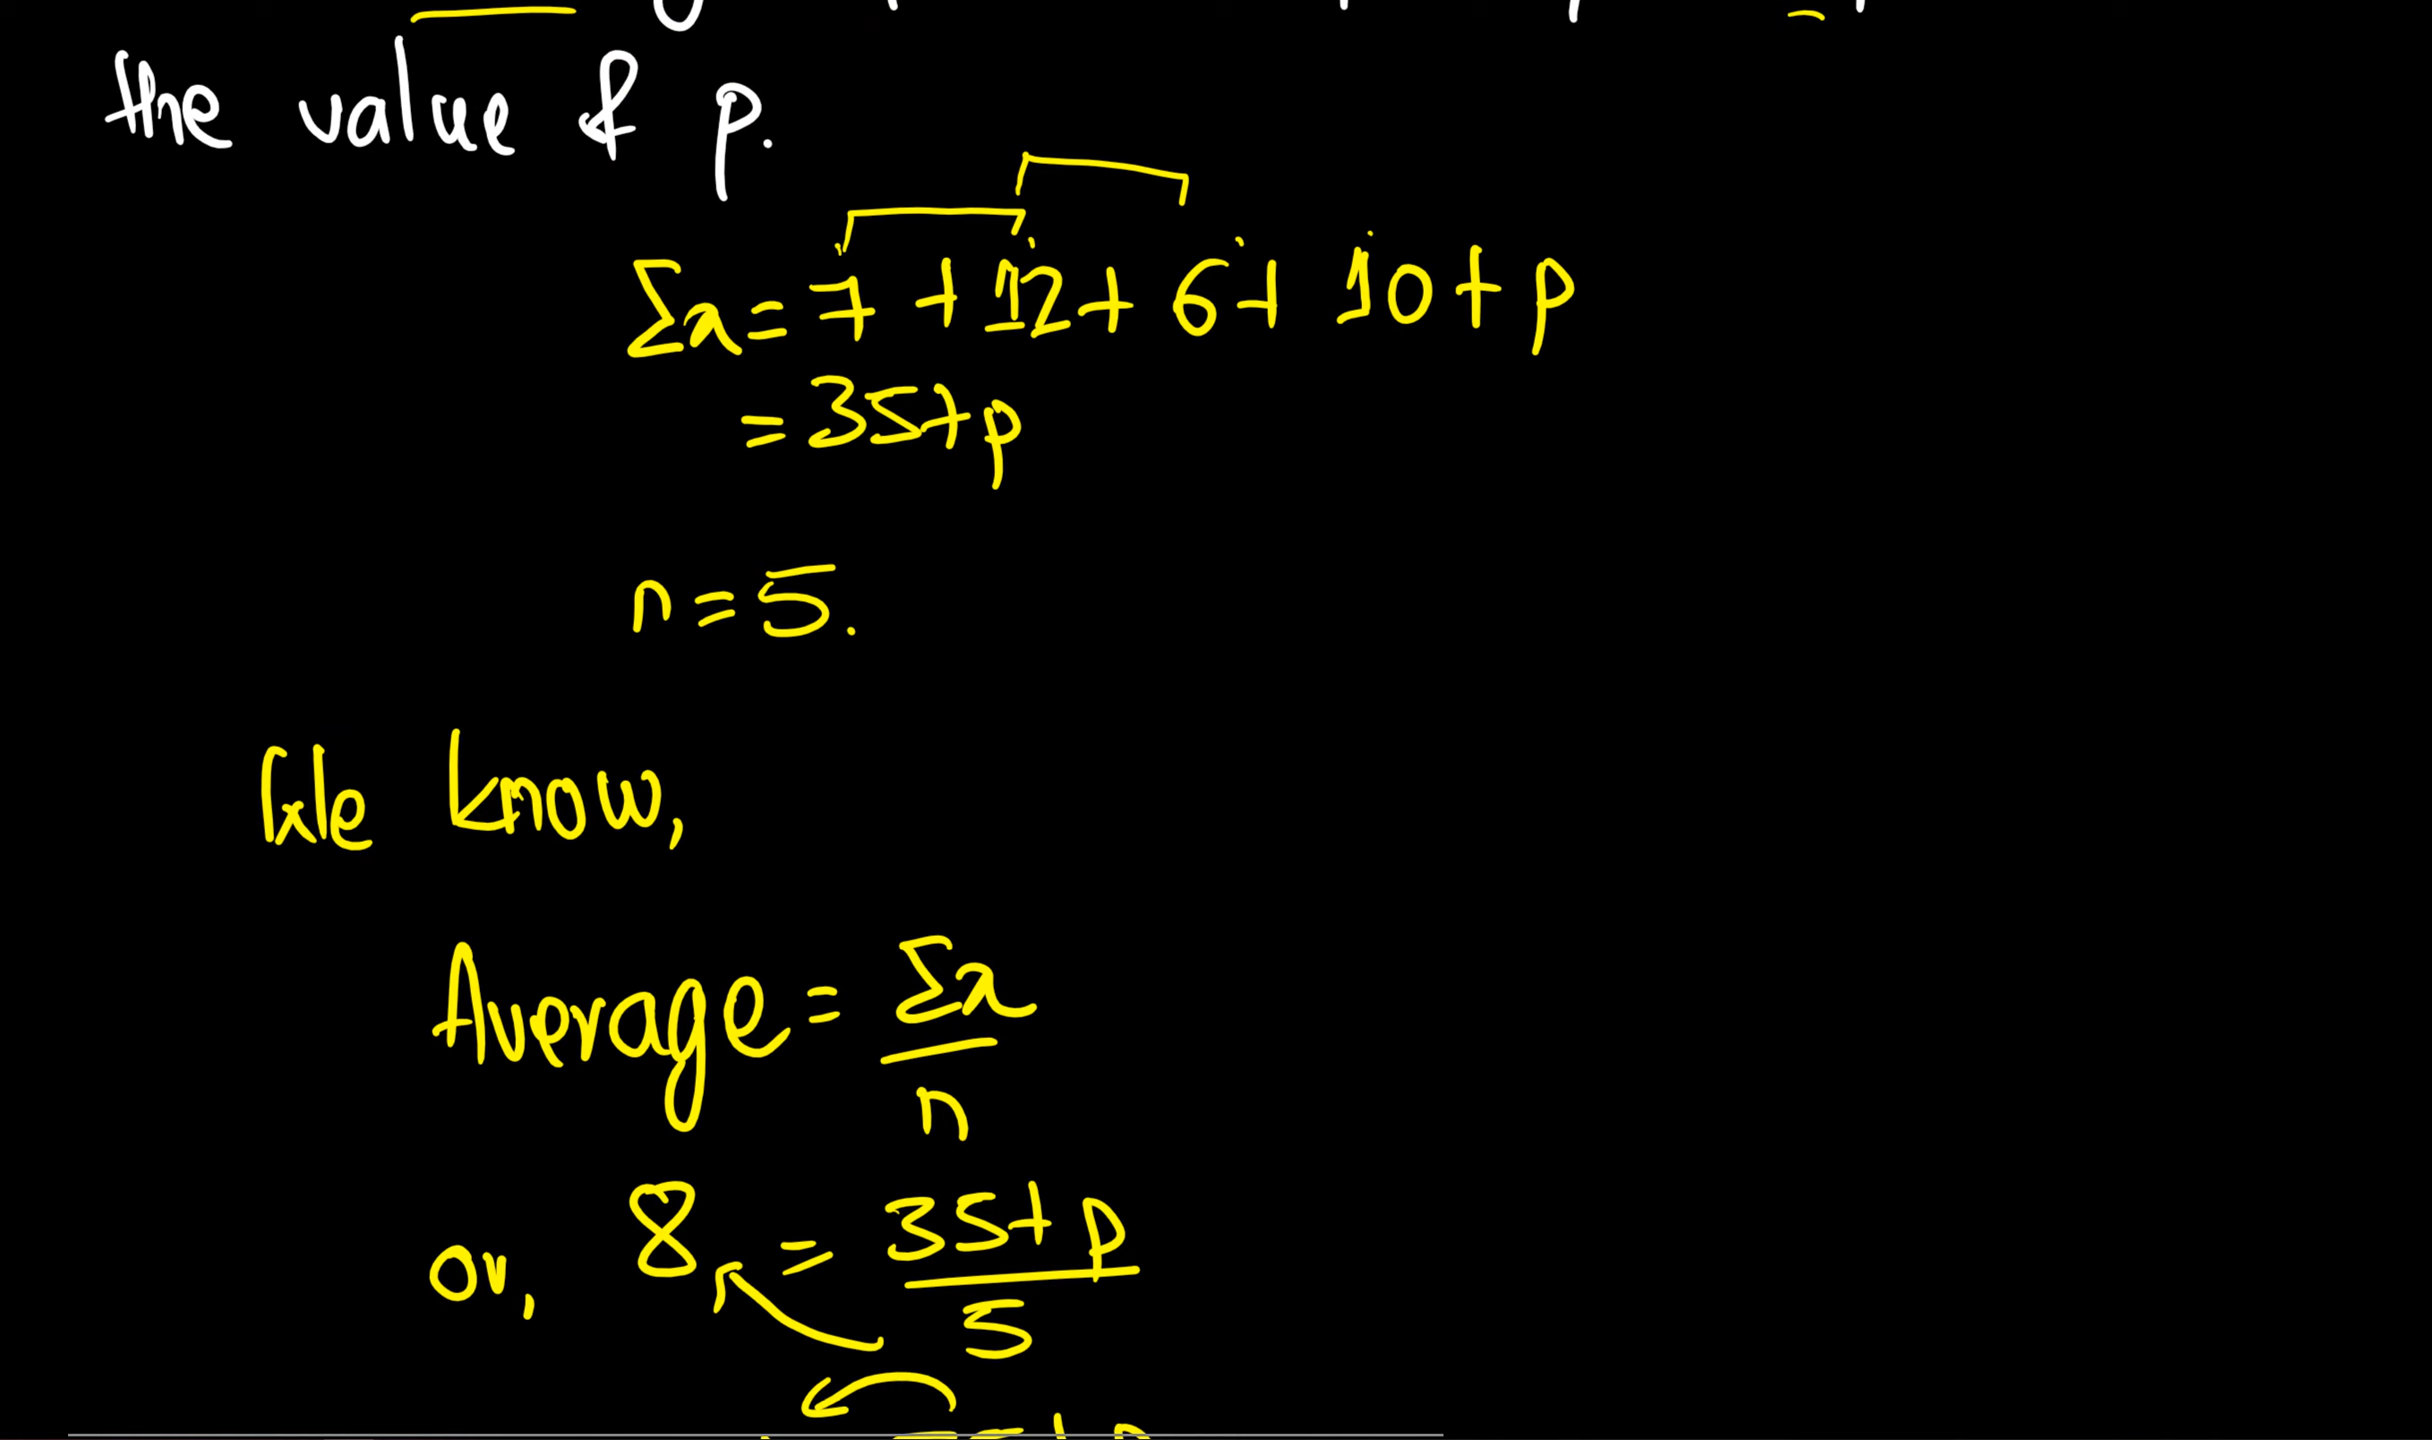 the value of p.
Σx = 7 + 12 + 6 + 10 + p
= 35 + p
n = 5.
We know,
Average = Σx / n
or, 8 = 35 + p / 5